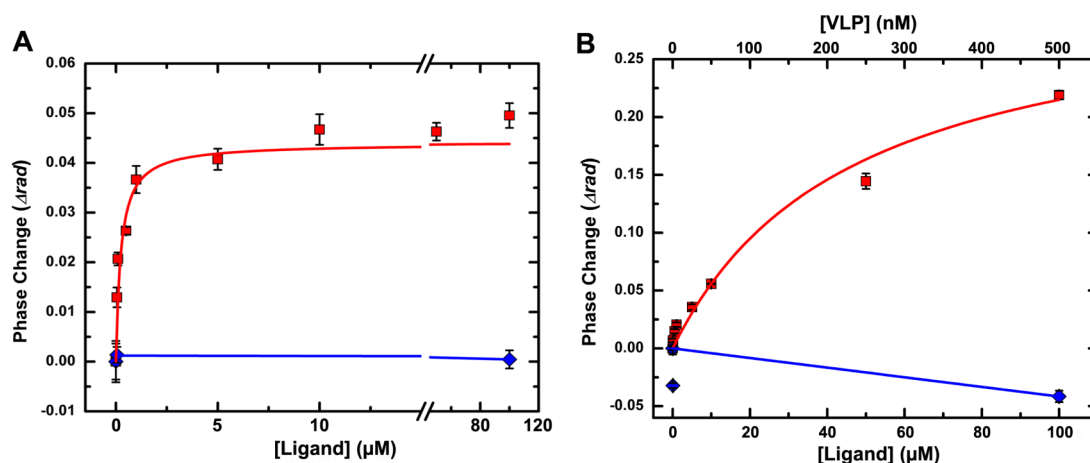 A
0.06
0.05
0.04
0.03
0.02
0.01
0.00
-0.01
Phase Change (Δrad)
0 5 10 80 120
[Ligand] (μM)
B
[VLP] (nM)
0 100 200 300 400 500
0.25
0.20
0.15
0.10
0.05
0.00
-0.05
Phase Change (Δrad)
0 20 40 60 80 100
[Ligand] (μM)